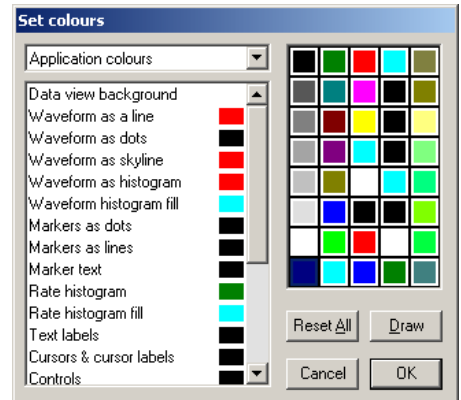 Set colours
Application colours
Data view background
Waveform as a line
Waveform as dots
Waveform as skyline
Waveform as histogram
Waveform histogram fill
Markers as dots
Markers as lines
Marker text
Rate histogram
Rate histogram fill
Text labels
Cursors & cursor labels
Controls
Reset All
Draw
Cancel
OK